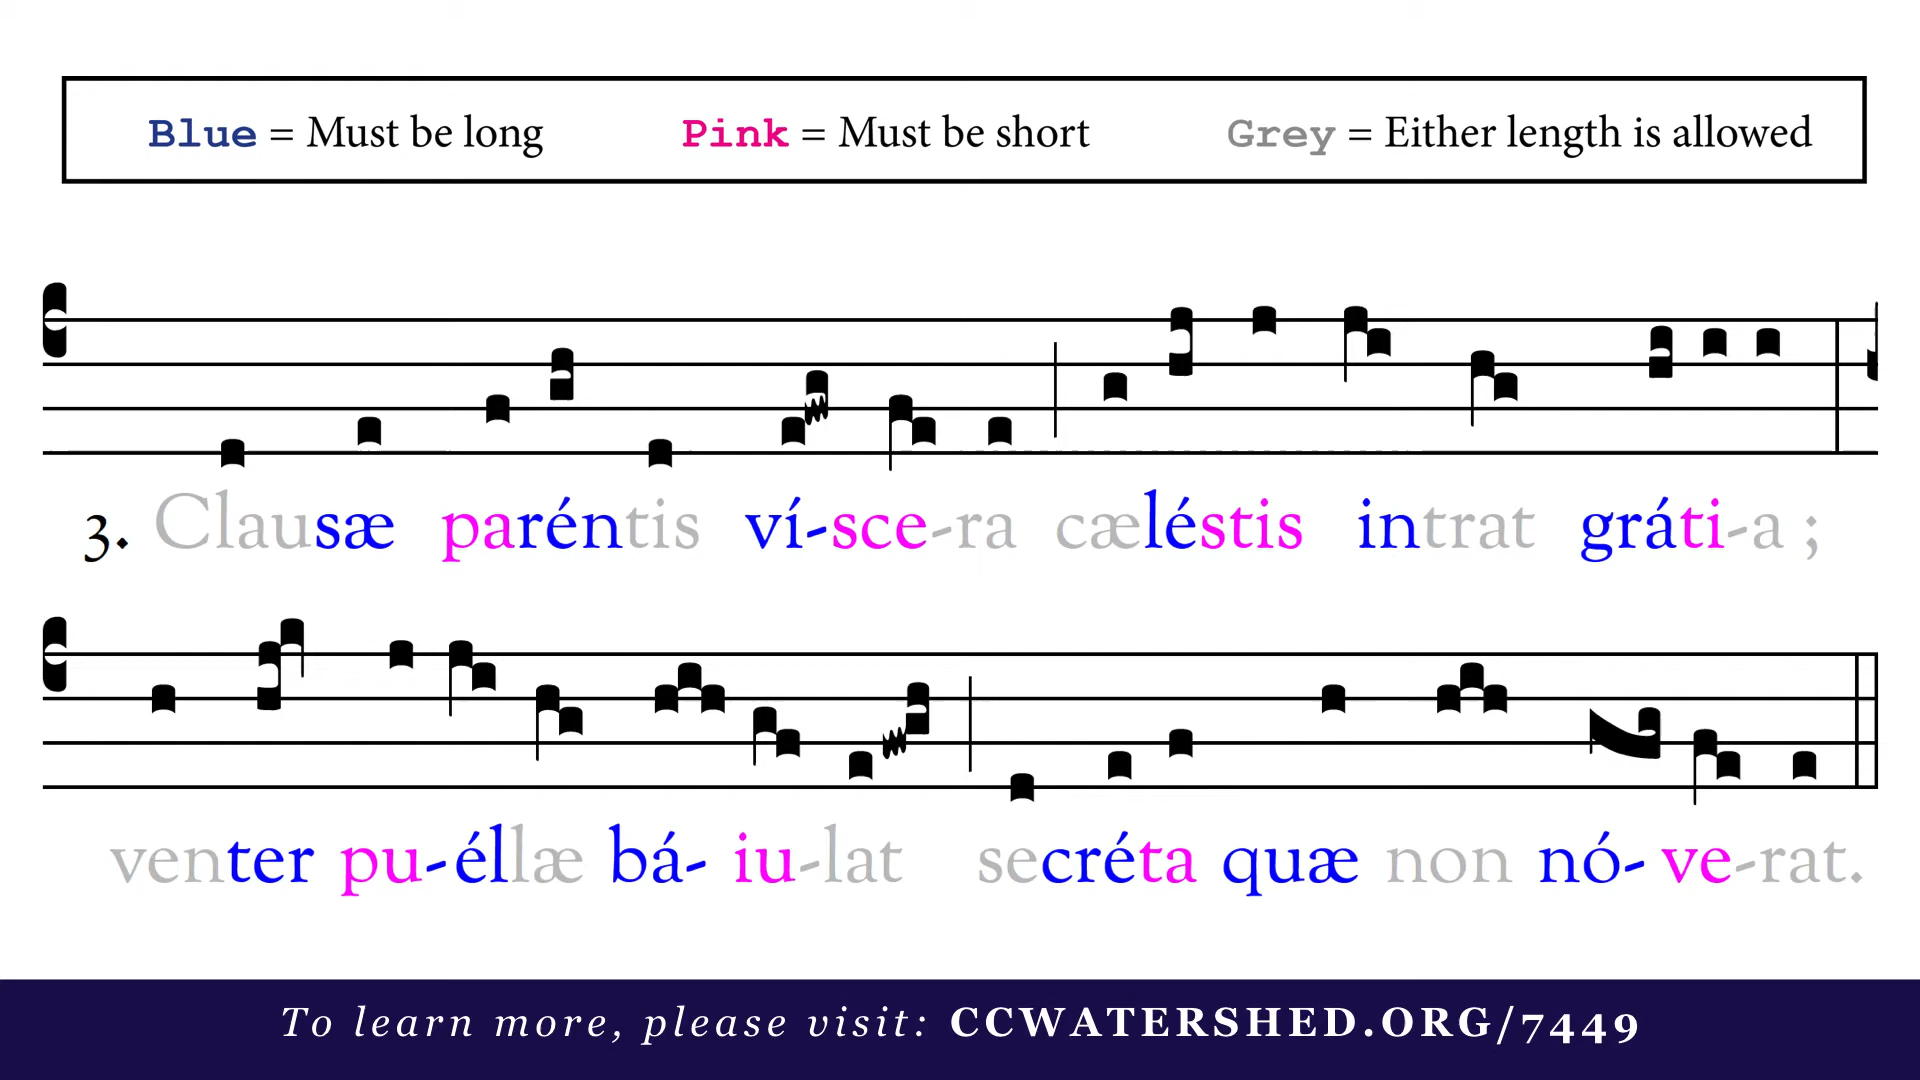 Blue = Must be long Pink = Must be short Grey = Either length is allowed
3. Clausæ paréntis ví-sce-ra cæléstis intrat gráti-a ;
venter pu-éllæ bá- iu-lat secréta quæ non nó- ve-rat.
To learn more, please visit: CCWATERSHED.ORG/7449